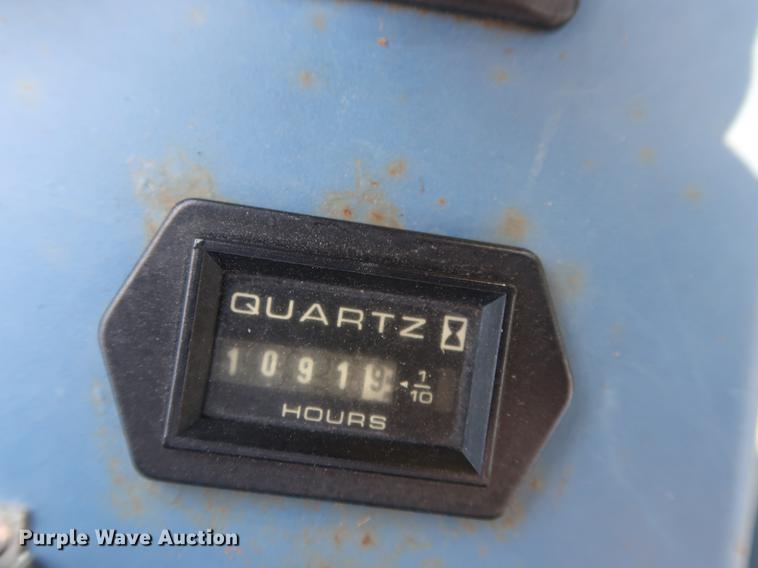 QUARTZ
10919
1/10
HOURS
Purple Wave Auction